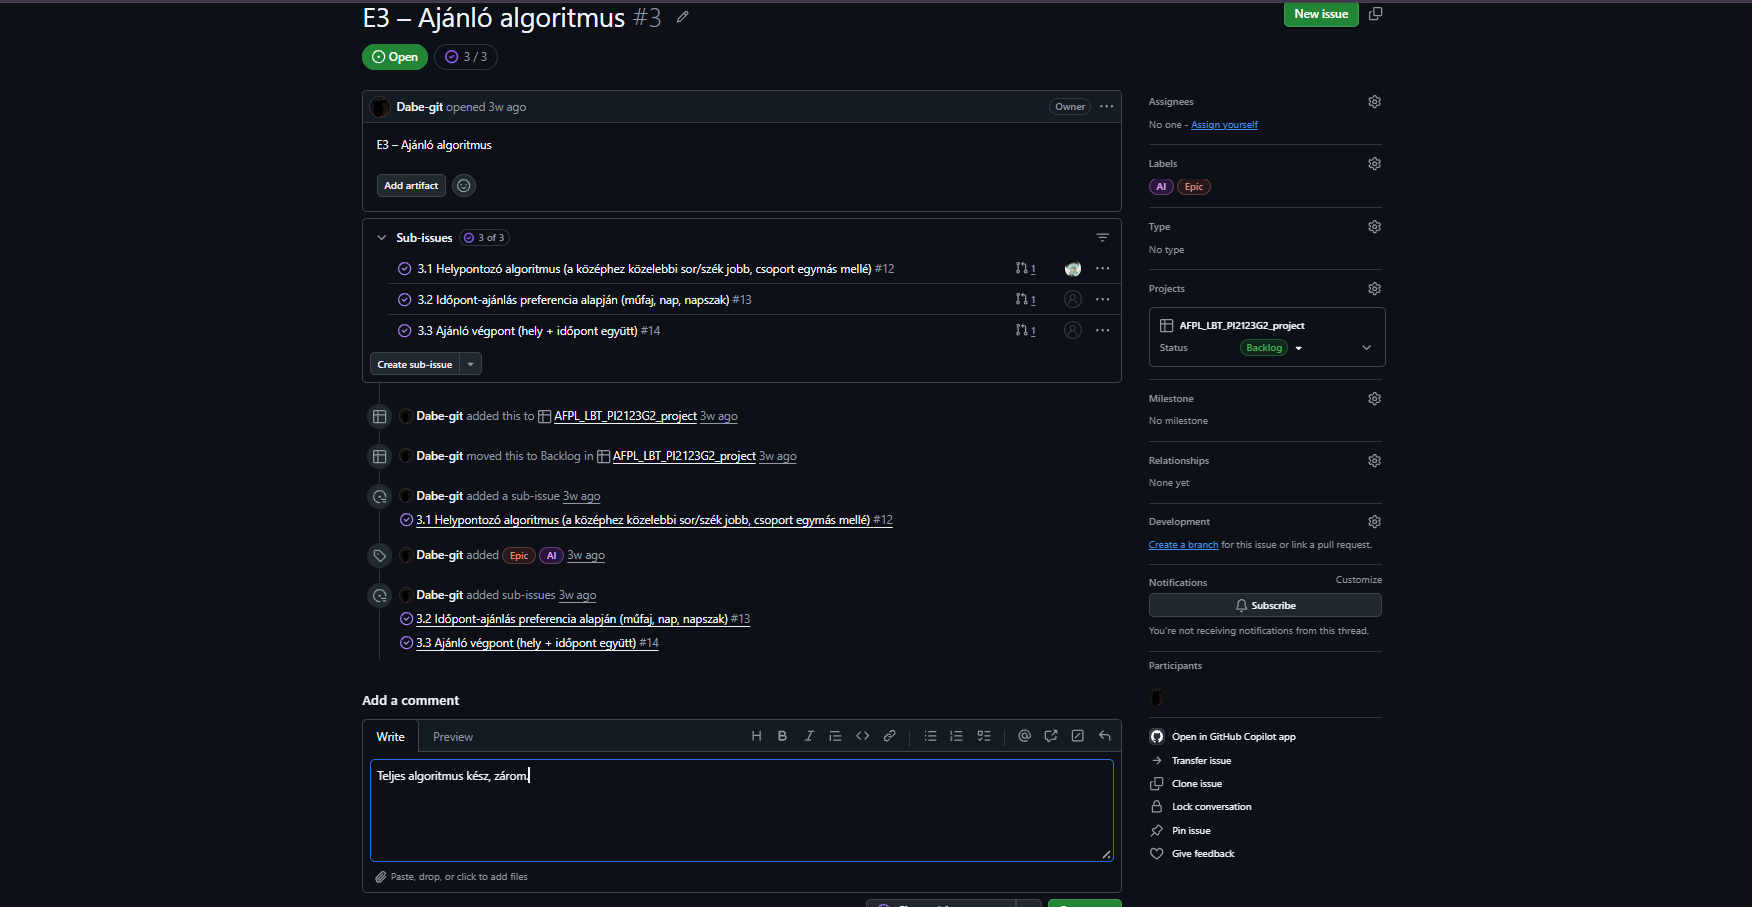 E3 – Ajánló algoritmus #3
New issue
Open
3 / 3
Dabe-git opened 3w ago
Owner
E3 – Ajánló algoritmus
Add artifact
Sub-issues
3 of 3
3.1 Helypontozó algoritmus (a középhez közelebbi sor/szék jobb, csoport egymás mellé) #12
1
3.2 Időpont-ajánlás preferencia alapján (műfaj, nap, napszak) #13
1
3.3 Ajánló végpont (hely + időpont együtt) #14
1
Create sub-issue
Dabe-git added this to AFPL_LBT_PI2123G2_project 3w ago
Dabe-git moved this to Backlog in AFPL_LBT_PI2123G2_project 3w ago
Dabe-git added a sub-issue 3w ago
3.1 Helypontozó algoritmus (a középhez közelebbi sor/szék jobb, csoport egymás mellé) #12
Dabe-git added Epic AI 3w ago
Dabe-git added sub-issues 3w ago
3.2 Időpont-ajánlás preferencia alapján (műfaj, nap, napszak) #13
3.3 Ajánló végpont (hely + időpont együtt) #14
Add a comment
Write
Preview
Teljes algoritmus kész, zárom.
Paste, drop, or click to add files
Assignees
No one - Assign yourself
Labels
AI
Epic
Type
No type
Projects
AFPL_LBT_PI2123G2_project
Status
Backlog
Milestone
No milestone
Relationships
None yet
Development
Create a branch for this issue or link a pull request.
Notifications
Customize
Subscribe
You're not receiving notifications from this thread.
Participants
Open in GitHub Copilot app
Transfer issue
Clone issue
Lock conversation
Pin issue
Give feedback